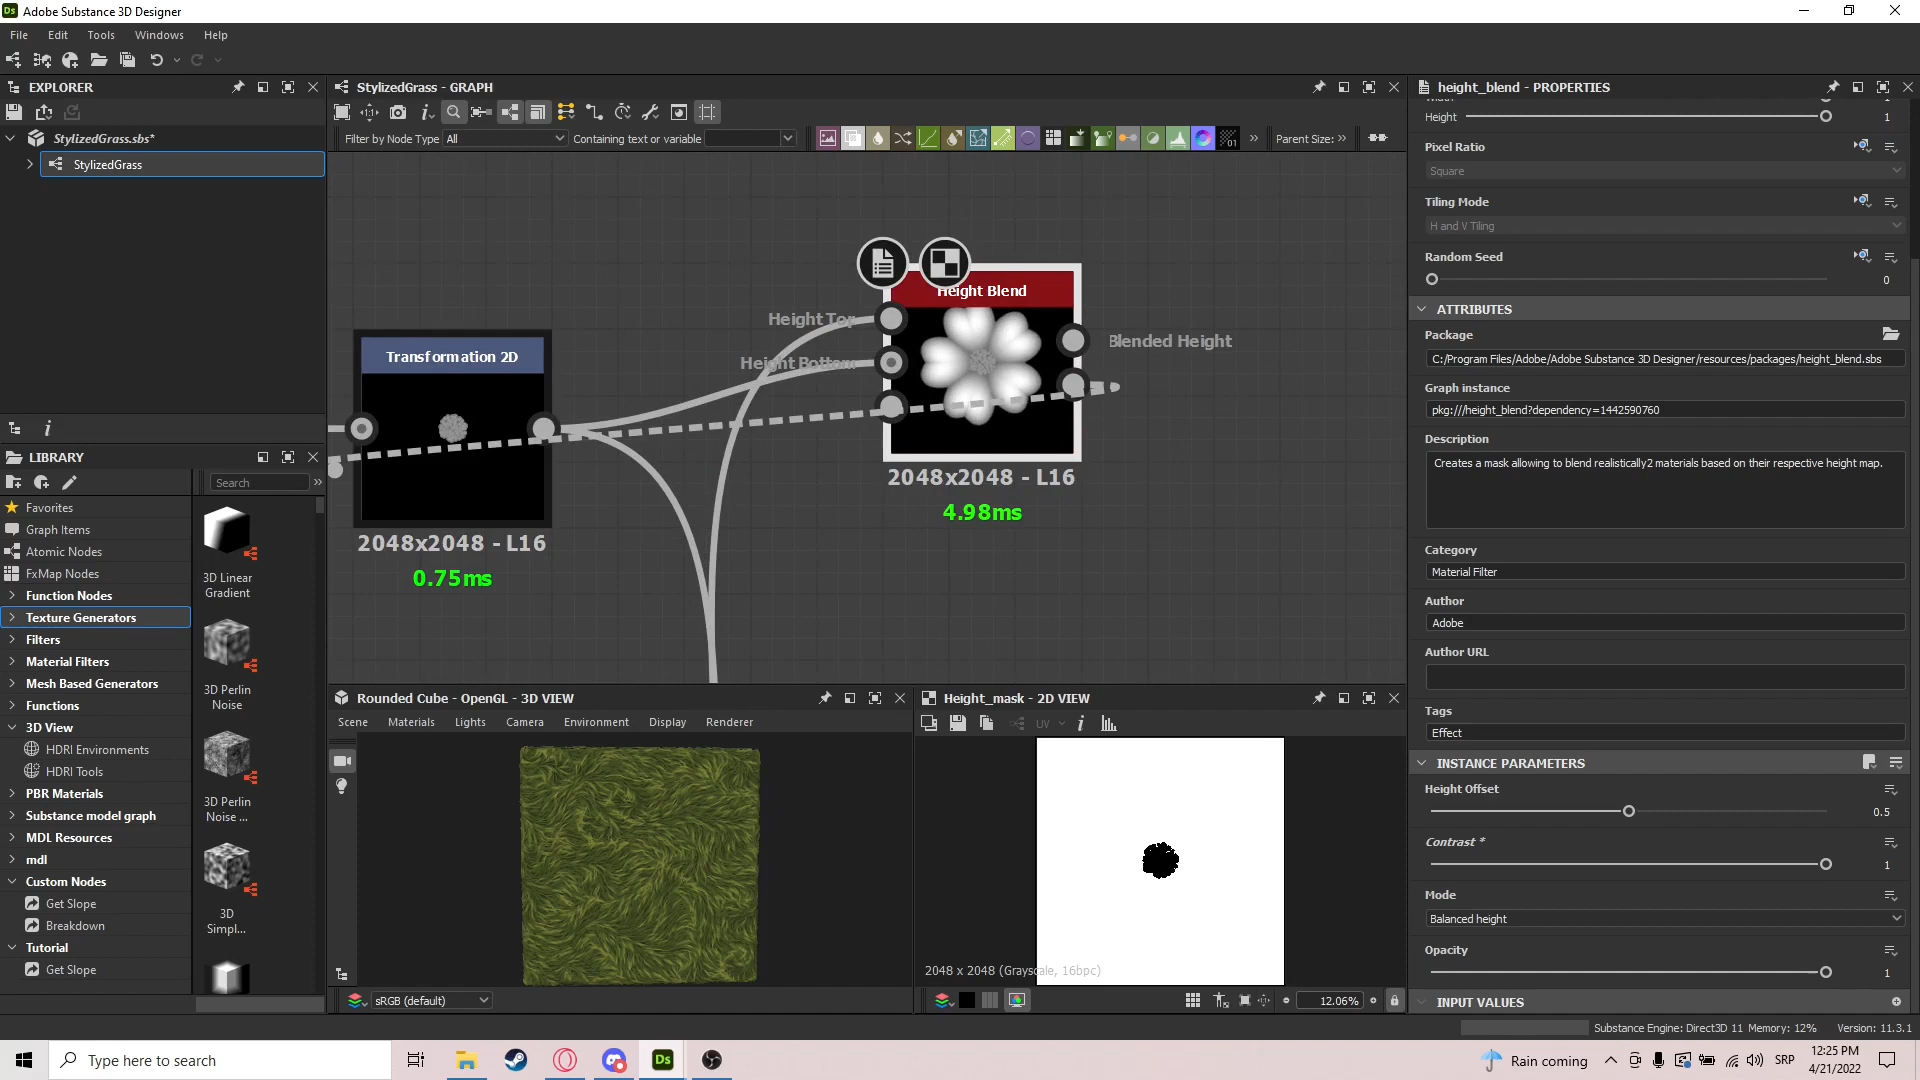 Adobe Substance 3D Designer
File Edit Tools Windows Help
EXPLORER
StylizedGrass.sbs*
StylizedGrass
LIBRARY
Search
Favorites
Graph Items
Atomic Nodes
FxMap Nodes
Function Nodes
Texture Generators
Filters
Material Filters
Mesh Based Generators
Functions
3D View
HDRI Environments
HDRI Tools
PBR Materials
Substance model graph
MDL Resources
mdl
Custom Nodes
Get Slope
Breakdown
Tutorial
Get Slope
3D Linear
Gradient
3D Perlin
Noise
3D Perlin
Noise ...
3D
Simpl...
StylizedGrass - GRAPH
Filter by Node Type All Containing text or variable Parent Size:
Height Blend
Height Top
Height Bottom
Blended Height
2048x2048 - L16
4.98ms
Transformation 2D
2048x2048 - L16
0.75ms
Rounded Cube - OpenGL - 3D VIEW
Scene Materials Lights Camera Environment Display Renderer
sRGB (default)
Height_mask - 2D VIEW
UV
2048 x 2048 (Grayscale, 16bpc)
12.06%
height_blend - PROPERTIES
Height 1
Pixel Ratio
Square
Tiling Mode
H and V Tiling
Random Seed
0
ATTRIBUTES
Package
C:/Program Files/Adobe/Adobe Substance 3D Designer/resources/packages/height_blend.sbs
Graph instance
pkg:///height_blend?dependency=1442590760
Description
Creates a mask allowing to blend realistically2 materials based on their respective height map.
Category
Material Filter
Author
Adobe
Author URL
Tags
Effect
INSTANCE PARAMETERS
Height Offset
0.5
Contrast *
1
Mode
Balanced height
Opacity
1
INPUT VALUES
Substance Engine: Direct3D 11 Memory: 12% Version: 11.3.1
Type here to search
Ds
Rain coming
SRP
12:25 PM
4/21/2022